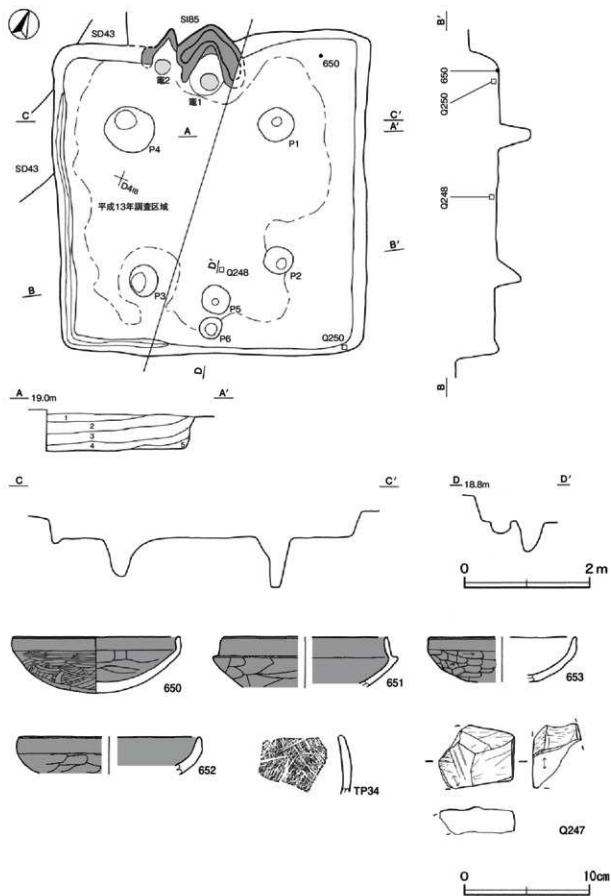 SD43
SI85
B'
650
竈2
竈1
650
Q250
C
C'
A'
A
P4
P1
SD43
D4f8
平成13年調査区域
Q248
B'
D'
Q248
P2
B
P3
P5
P6
Q250
D
B
A 19.0m
A'
1
2
3
4
5
C
C'
D 18.8m
D'
0 2m
650
651
653
652
TP34
Q247
0 10cm